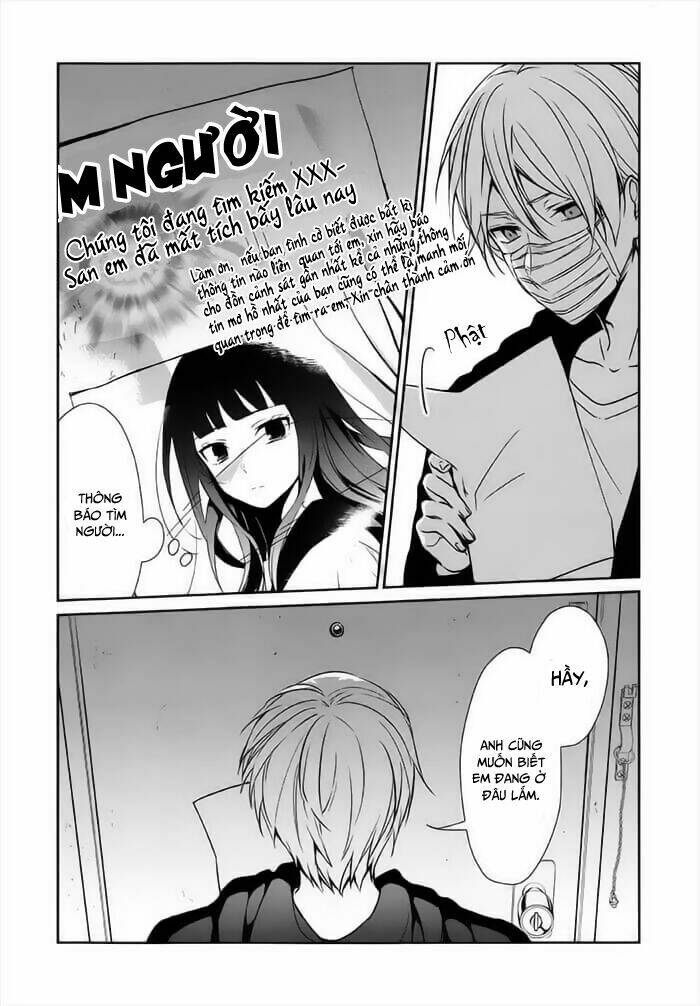 M NGƯỜI
Chúng tôi đang tìm kiếm XXX-
San em đã mất tích bấy lâu nay
Làm ơn, nếu bạn tình cờ biết được bất kì
thông tin nào liên quan tới em, xin hãy báo
cho đồn cảnh sát gần nhất kể cả những thông
tin mơ hồ nhất của bạn cũng có thể là manh mối
quan trọng để tìm ra em, Xin chân thành cảm ơn
Phật
THÔNG
BÁO TÌM
NGƯỜI...
HẦY,
ANH CŨNG
MUỐN BIẾT
EM ĐANG Ở
ĐÂU LẮM.